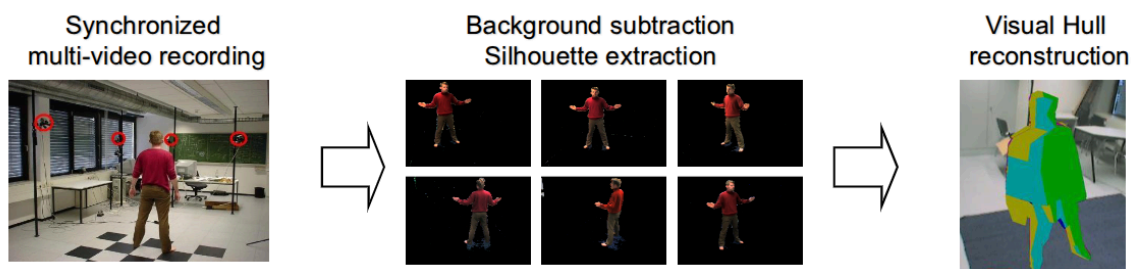 Synchronized
multi-video recording
Background subtraction
Silhouette extraction
Visual Hull
reconstruction